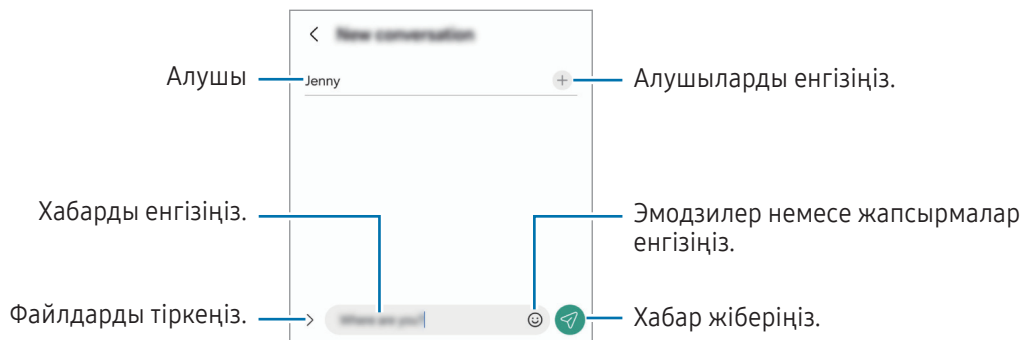 New conversation
Алушы
Jenny
Алушыларды енгізіңіз.
Хабарды енгізіңіз.
Эмодзилер немесе жапсырмалар
енгізіңіз.
Файлдарды тіркеңіз.
Where are you?
Хабар жіберіңіз.